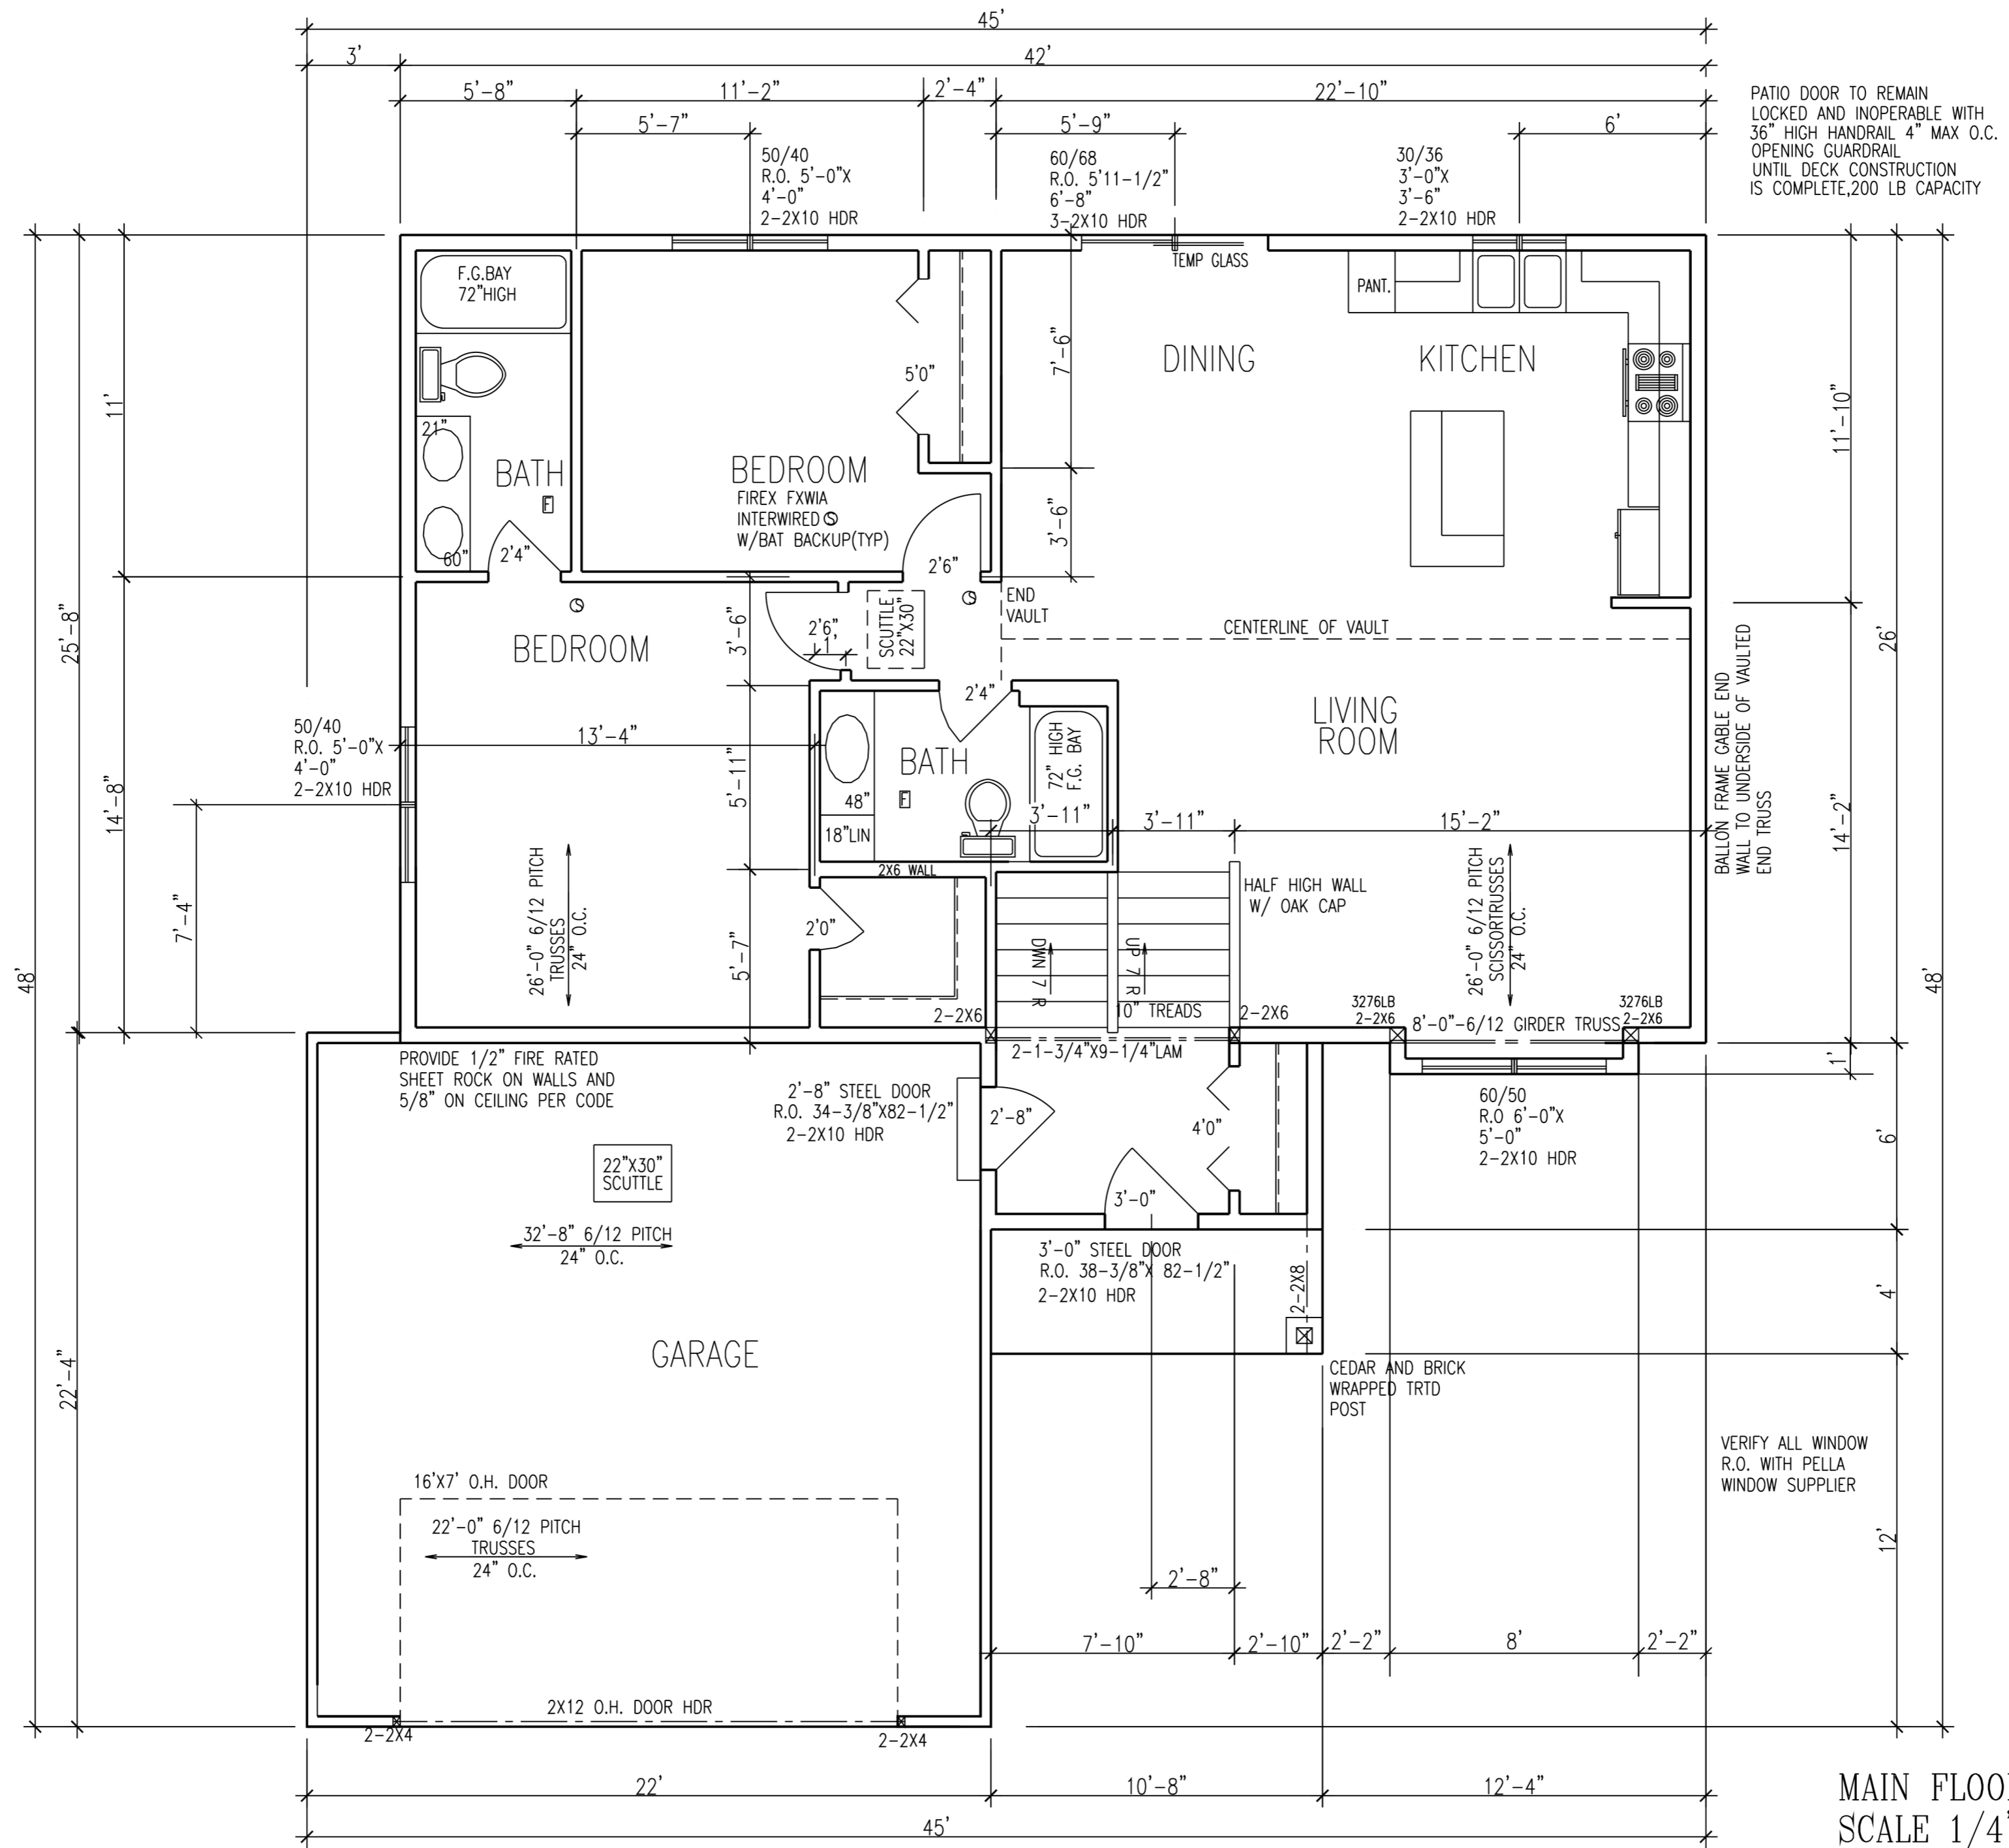 45'
3'
42'
5'-8"
11'-2"
2'-4"
22'-10"
5'-7"
5'-9"
6'
PATIO DOOR TO REMAIN
LOCKED AND INOPERABLE WITH
36" HIGH HANDRAIL 4" MAX O.C.
OPENING GUARDRAIL
UNTIL DECK CONSTRUCTION
IS COMPLETE,200 LB CAPACITY
50/40
R.O. 5'-0"X
4'-0"
2-2X10 HDR
60/68
R.O. 5'11-1/2"
6'-8"
3-2X10 HDR
30/36
3'-0"X
3'-6"
2-2X10 HDR
TEMP GLASS
F.G.BAY
72"HIGH
PANT.
DINING
KITCHEN
7'-6"
5'0"
11'
11'-10"
21"
BATH
F
60"
2'4"
BEDROOM
FIREX FXWIA
INTERWIRED S
W/BAT BACKUP(TYP)
3'-6"
2'6"
S
S
END
VAULT
CENTERLINE OF VAULT
25'-8"
26'
BEDROOM
3'-6"
2'6"
1'
SCUTTLE
22"X30"
2'4"
LIVING
ROOM
BALLON FRAME GABLE END
WALL TO UNDERSIDE OF VAULTED
END TRUSS
50/40
R.O. 5'-0"X
4'-0"
2-2X10 HDR
13'-4"
5'-11"
BATH
F
48"
18"LIN
72" HIGH
F.G. BAY
3'-11"
3'-11"
15'-2"
14'-8"
14'-2"
7'-4"
48'
48'
2X6 WALL
26'-0" 6/12 PITCH
TRUSSES
24" O.C.
5'-7"
2'0"
HALF HIGH WALL
W/ OAK CAP
DWN 7 R
UP 7 R
10" TREADS
26'-0" 6/12 PITCH
SCISSORTRUSSES
24" O.C.
2-2X6
2-2X6
3276LB
2-2X6
3276LB
2-2X6
8'-0"-6/12 GIRDER TRUSS
2-1-3/4"X9-1/4"LAM
1'
PROVIDE 1/2" FIRE RATED
SHEET ROCK ON WALLS AND
5/8" ON CEILING PER CODE
2'-8" STEEL DOOR
R.O. 34-3/8"X82-1/2"
2-2X10 HDR
2'-8"
4'0"
60/50
R.O 6'-0"X
5'-0"
2-2X10 HDR
6'
22"X30"
SCUTTLE
3'-0"
32'-8" 6/12 PITCH
24" O.C.
3'-0" STEEL DOOR
R.O. 38-3/8"X 82-1/2"
2-2X10 HDR
2-2X8
4'
GARAGE
CEDAR AND BRICK
WRAPPED TRTD
POST
22'-4"
VERIFY ALL WINDOW
R.O. WITH PELLA
WINDOW SUPPLIER
16'X7' O.H. DOOR
22'-0" 6/12 PITCH
TRUSSES
24" O.C.
12'
2'-8"
7'-10"
2'-10"
2'-2"
8'
2'-2"
2X12 O.H. DOOR HDR
2-2X4
2-2X4
22'
10'-8"
12'-4"
45'
MAIN FLOO
SCALE 1/4"